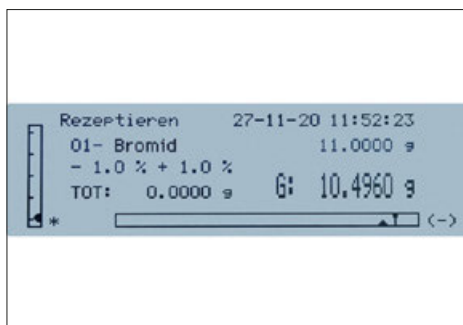 Rezeptieren 27-11-20 11:52:23
01- Bromid 11.0000 g
- 1.0 % + 1.0 %
TOT: 0.0000 g G: 10.4960 g
* (-)